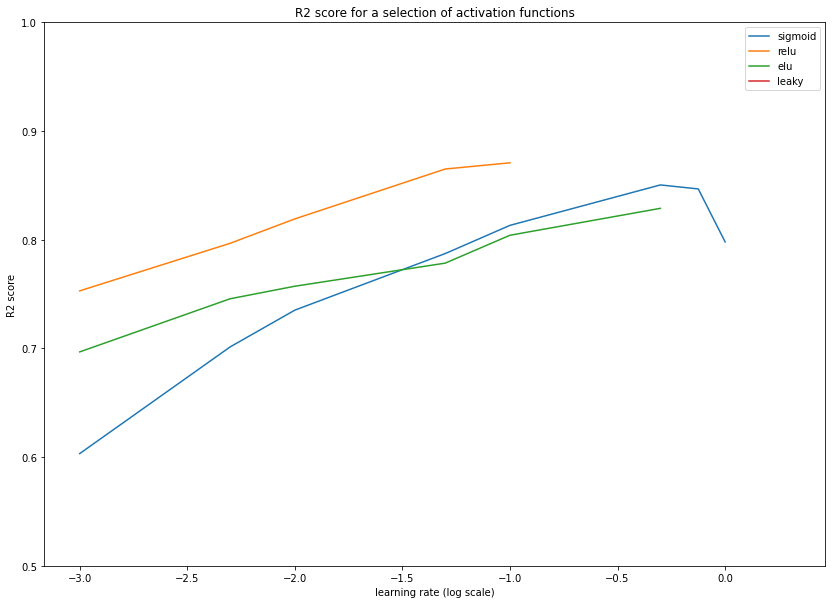 R2 score for a selection of activation functions
1.0
0.9
0.8
0.7
0.6
0.5
R2 score
−3.0
−2.5
−2.0
−1.5
−1.0
−0.5
0.0
learning rate (log scale)
sigmoid
relu
elu
leaky